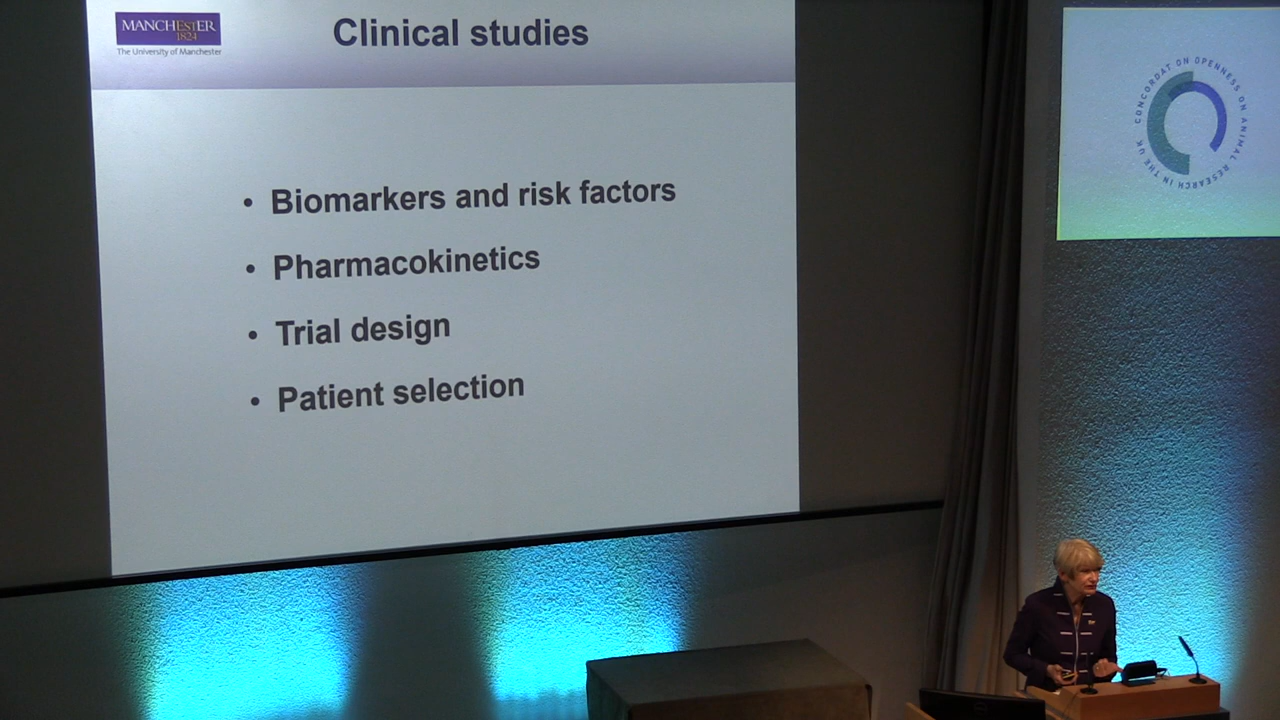 MANCHESTER
1824
The University of Manchester
Clinical studies
• Biomarkers and risk factors
• Pharmacokinetics
• Trial design
• Patient selection
CONCORDAT ON OPENNESS ON ANIMAL RESEARCH IN THE UK